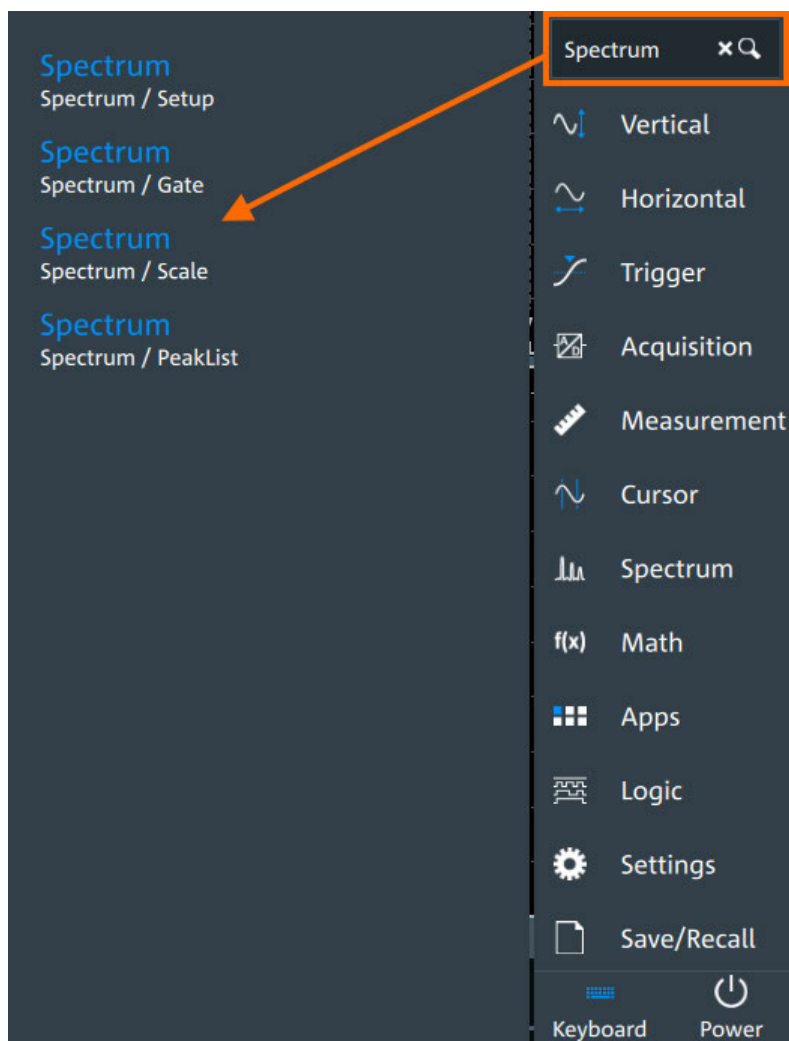 Spectrum
Spectrum / Setup
Spectrum
Spectrum / Gate
Spectrum
Spectrum / Scale
Spectrum
Spectrum / PeakList
Spectrum
Vertical
Horizontal
Trigger
A/D
Acquisition
Measurement
Cursor
Spectrum
f(x) Math
Apps
Logic
Settings
Save/Recall
Keyboard Power